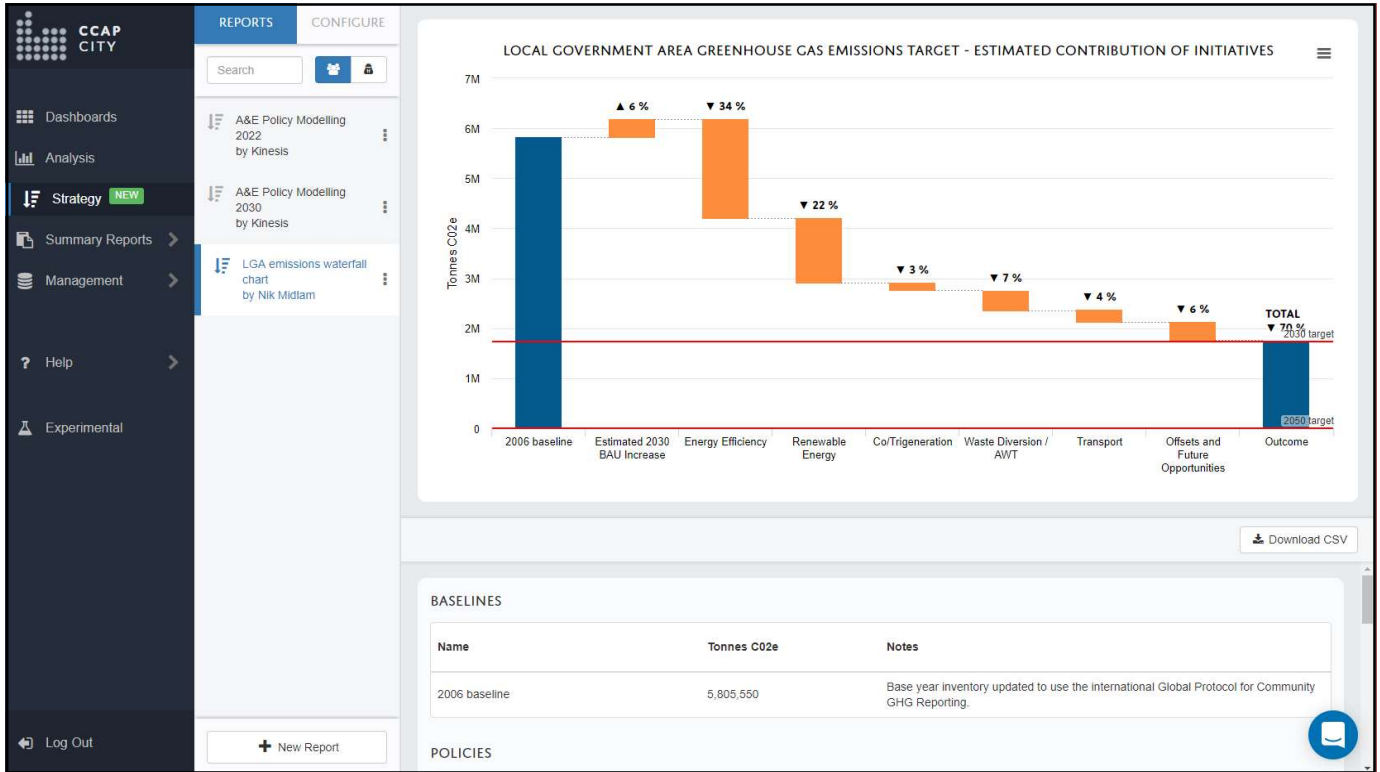 CCAP
CITY
Dashboards
Analysis
Strategy NEW
Summary Reports
Management
? Help
Experimental
Log Out
REPORTS CONFIGURE
Search
A&E Policy Modelling
2022
by Kinesis
A&E Policy Modelling
2030
by Kinesis
LGA emissions waterfall
chart
by Nik Midlam
+ New Report
LOCAL GOVERNMENT AREA GREENHOUSE GAS EMISSIONS TARGET - ESTIMATED CONTRIBUTION OF INITIATIVES
Tonnes C02e
7M
6M
5M
4M
3M
2M
1M
0
▲ 6 %
▼ 34 %
▼ 22 %
▼ 3 %
▼ 7 %
▼ 4 %
▼ 6 %
TOTAL
▼ 70 %
2030 target
2050 target
2006 baseline
Estimated 2030
BAU Increase
Energy Efficiency
Renewable
Energy
Co/Trigeneration
Waste Diversion /
AWT
Transport
Offsets and
Future
Opportunities
Outcome
Download CSV
BASELINES
Name Tonnes C02e Notes
2006 baseline 5,805,550 Base year inventory updated to use the international Global Protocol for Community
GHG Reporting.
POLICIES